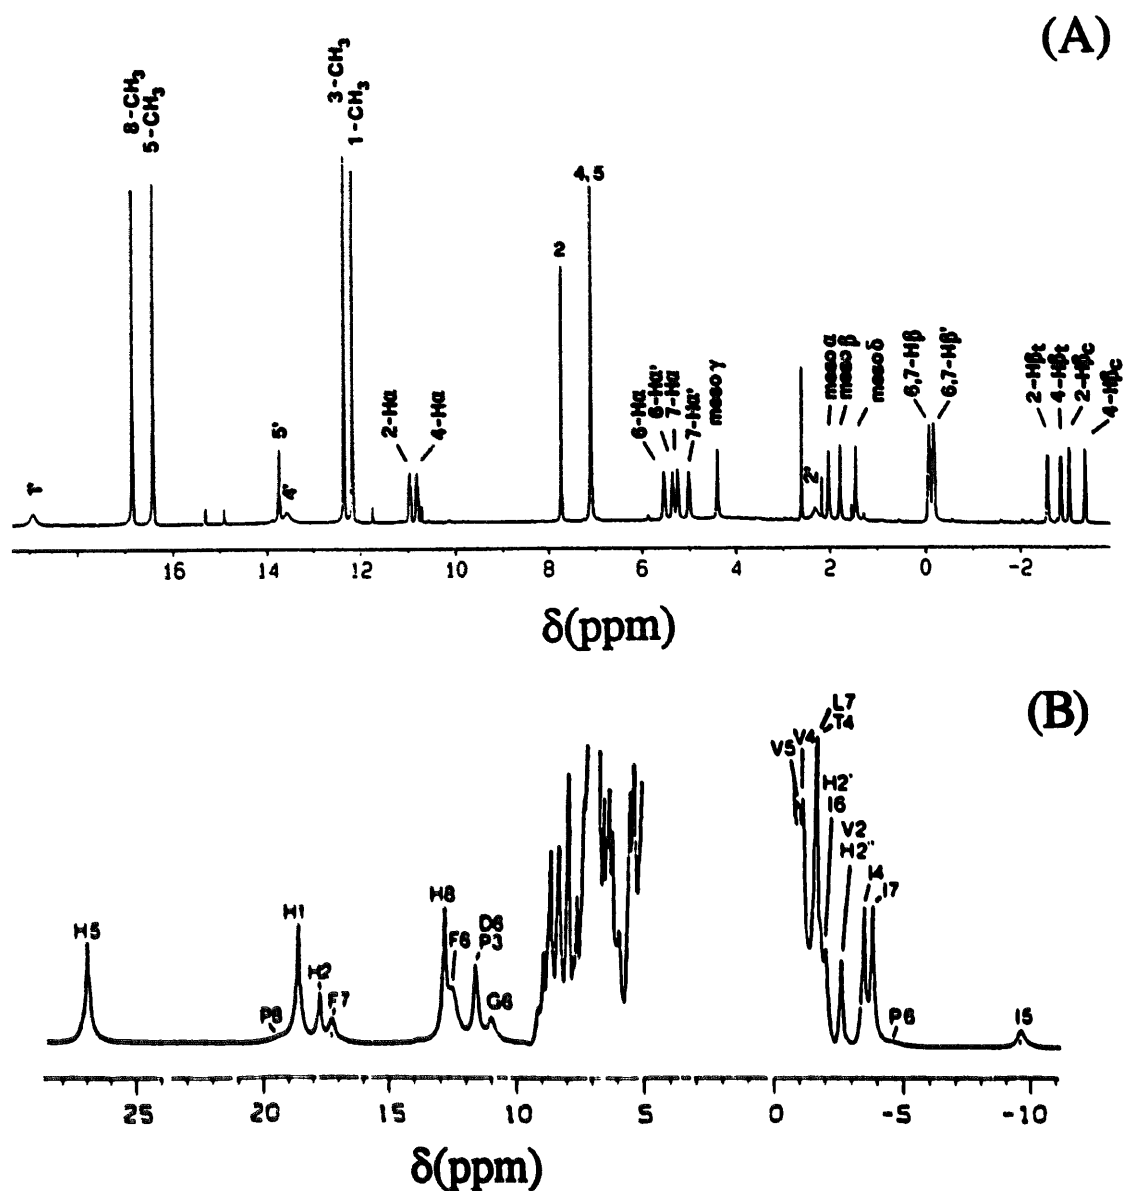 (A)
8-CH₃
5-CH₃
3-CH₃
1-CH₃
1'
5'
4'
2-Hα
4-Hα
2
4,5
6-Hα
6-Hα'
7-Hα
7-Hα'
meso γ
2'
meso α
meso β
meso δ
6,7-Hβ
6,7-Hβ'
2-Hβt
4-Hβt
2-Hβc
4-Hβc
16 14 12 10 8 6 4 2 0 -2
δ(ppm)
(B)
H5
P8
H1
H2
F7
H8
F6
D6
P3
G6
V5
V4
L7
T4
H2'
I6
V2
H2''
I4
I7
P6
I5
25 20 15 10 5 0 -5 -10
δ(ppm)